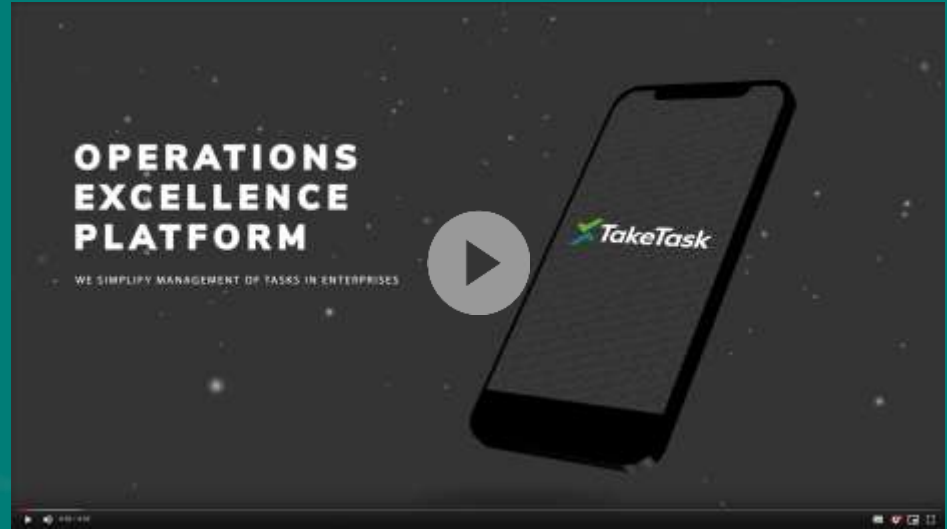 OPERATIONS
EXCELLENCE
PLATFORM
WE SIMPLIFY MANAGEMENT OF TASKS IN ENTERPRISES
TakeTask